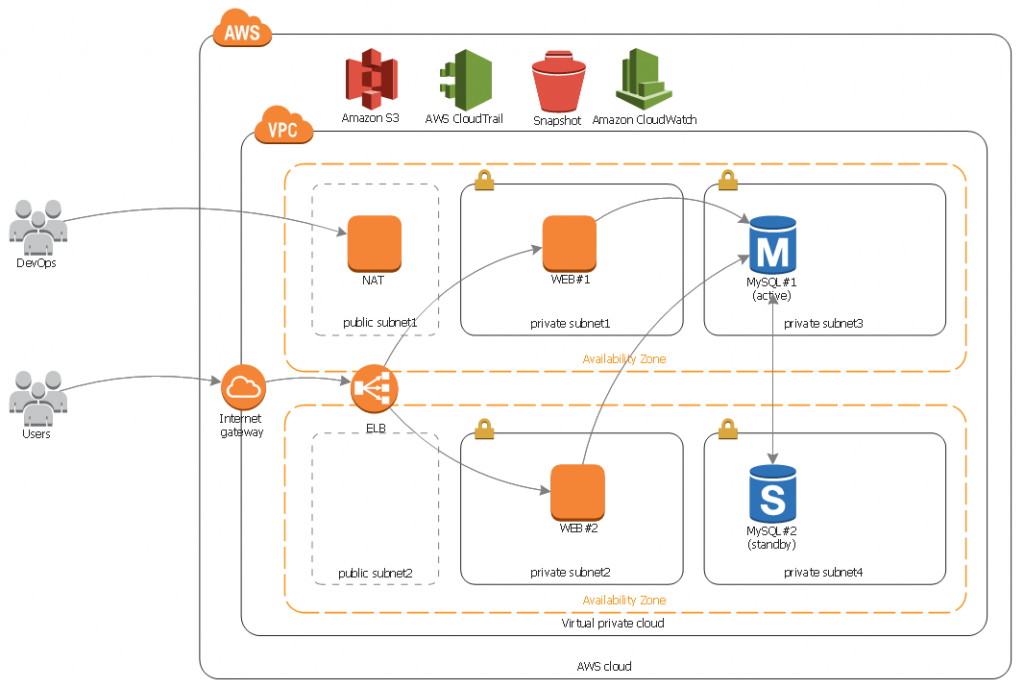 AWS
Amazon S3
AWS CloudTrail
Snapshot
Amazon CloudWatch
VPC
DevOps
NAT
public subnet1
WEB#1
private subnet1
M
MySQL#1
(active)
private subnet3
Availability Zone
Users
Internet
gateway
ELB
public subnet2
WEB#2
private subnet2
S
MySQL#2
(standby)
private subnet4
Availability Zone
Virtual private cloud
AWS cloud